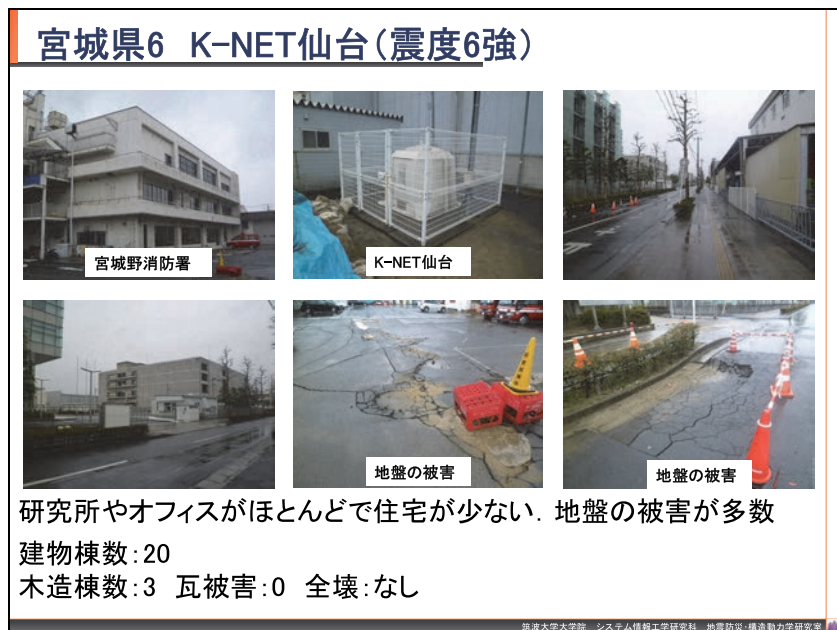 宮城県6　K-NET仙台(震度6強)
宮城野消防署
K-NET仙台
地盤の被害
地盤の被害
研究所やオフィスがほとんどで住宅が少ない．地盤の被害が多数
建物棟数:20
木造棟数:3　瓦被害:0　全壊:なし
筑波大学大学院　システム情報工学研究科　地震防災・構造動力学研究室